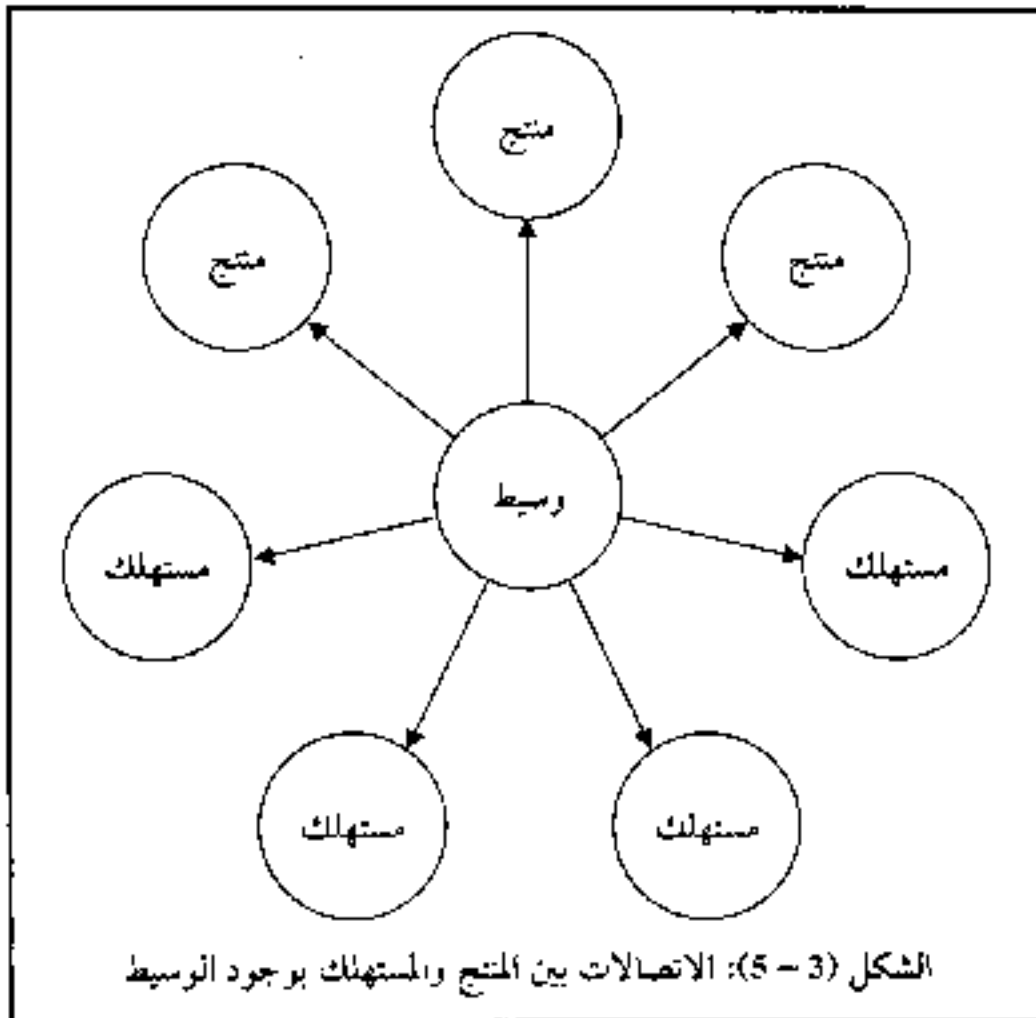 منتج
منتج
منتج
وسيط
مستهلك
مستهلك
مستهلك
مستهلك
الشكل (3 – 5): الاتصالات بين المنتج والمستهلك بوجود الوسيط